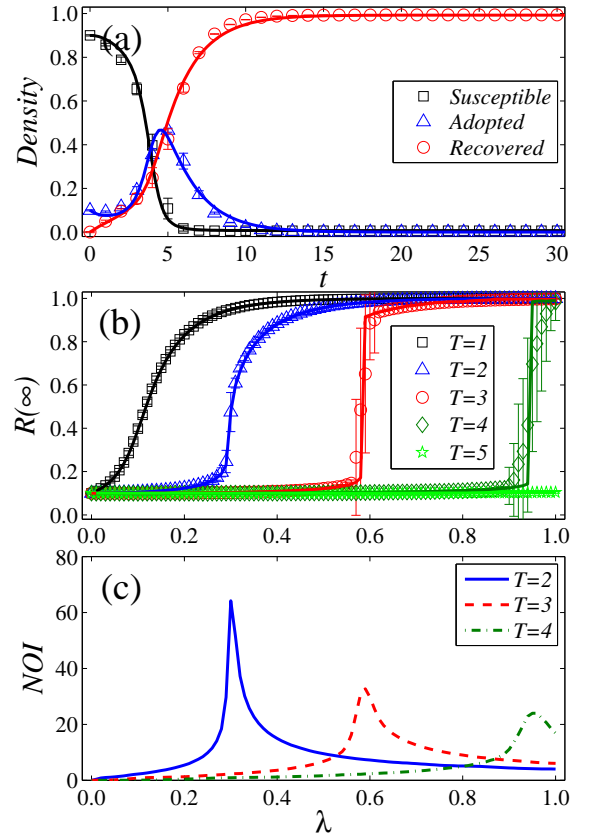 (a)
Density
1.0
0.8
0.6
0.4
0.2
0.0
Susceptible
Adopted
Recovered
0 5 10 15 20 25 30
t
(b)
R(∞)
1.0
0.8
0.6
0.4
0.2
0.0
T=1
T=2
T=3
T=4
T=5
0.0 0.2 0.4 0.6 0.8 1.0
(c)
NOI
80
60
40
20
0
T=2
T=3
T=4
0.0 0.2 0.4 0.6 0.8 1.0
λ